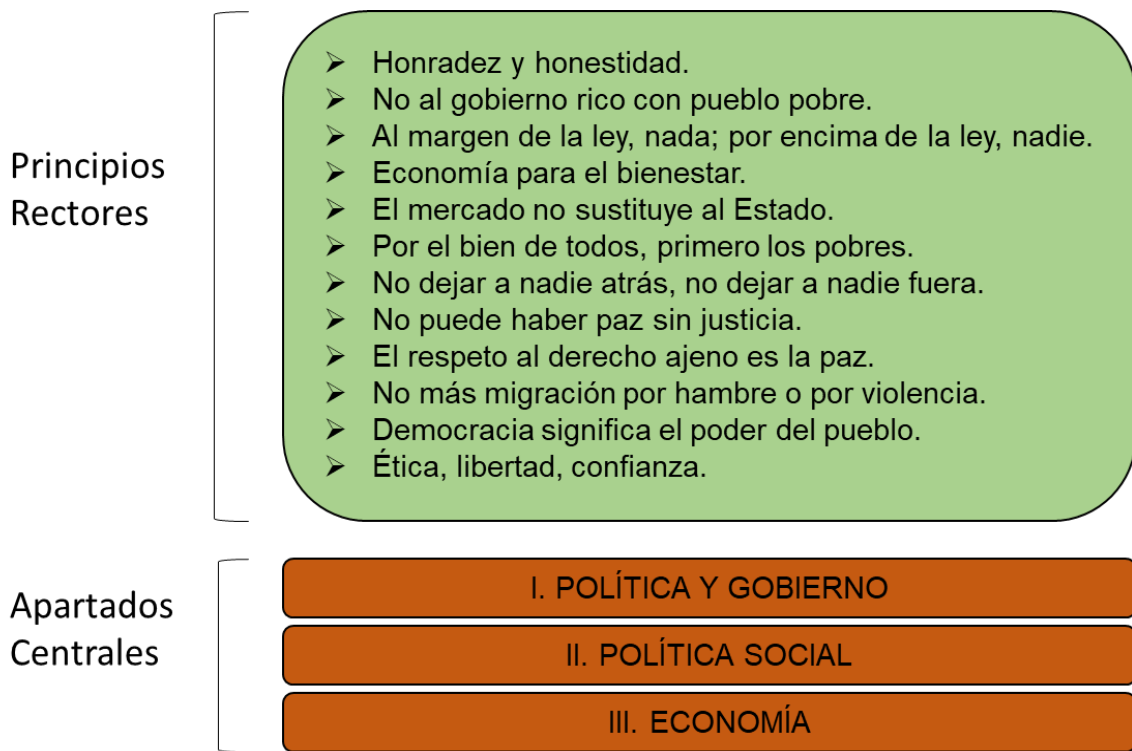 Principios
Rectores
➢ Honradez y honestidad.
➢ No al gobierno rico con pueblo pobre.
➢ Al margen de la ley, nada; por encima de la ley, nadie.
➢ Economía para el bienestar.
➢ El mercado no sustituye al Estado.
➢ Por el bien de todos, primero los pobres.
➢ No dejar a nadie atrás, no dejar a nadie fuera.
➢ No puede haber paz sin justicia.
➢ El respeto al derecho ajeno es la paz.
➢ No más migración por hambre o por violencia.
➢ Democracia significa el poder del pueblo.
➢ Ética, libertad, confianza.
Apartados
Centrales
I. POLÍTICA Y GOBIERNO
II. POLÍTICA SOCIAL
III. ECONOMÍA